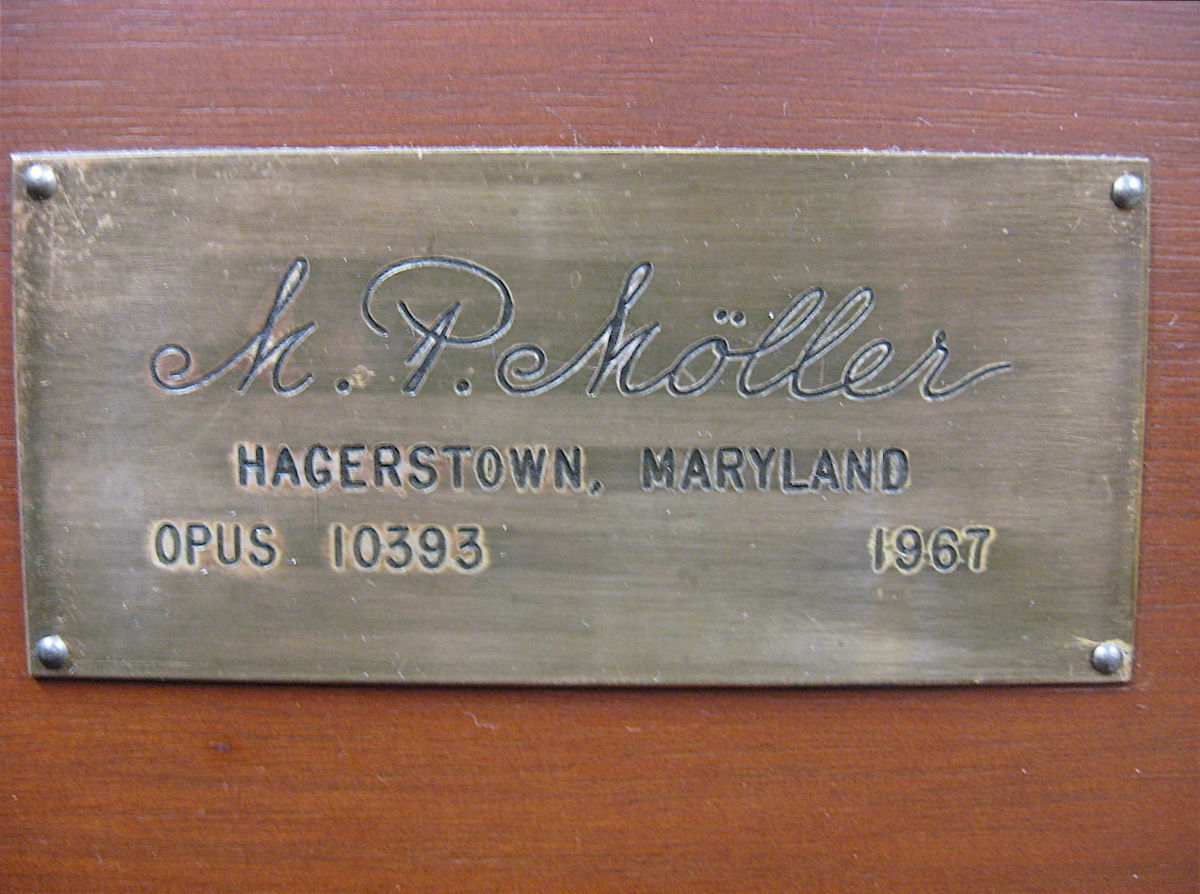 M. P. Möller
HAGERSTOWN, MARYLAND
OPUS 10393 1967